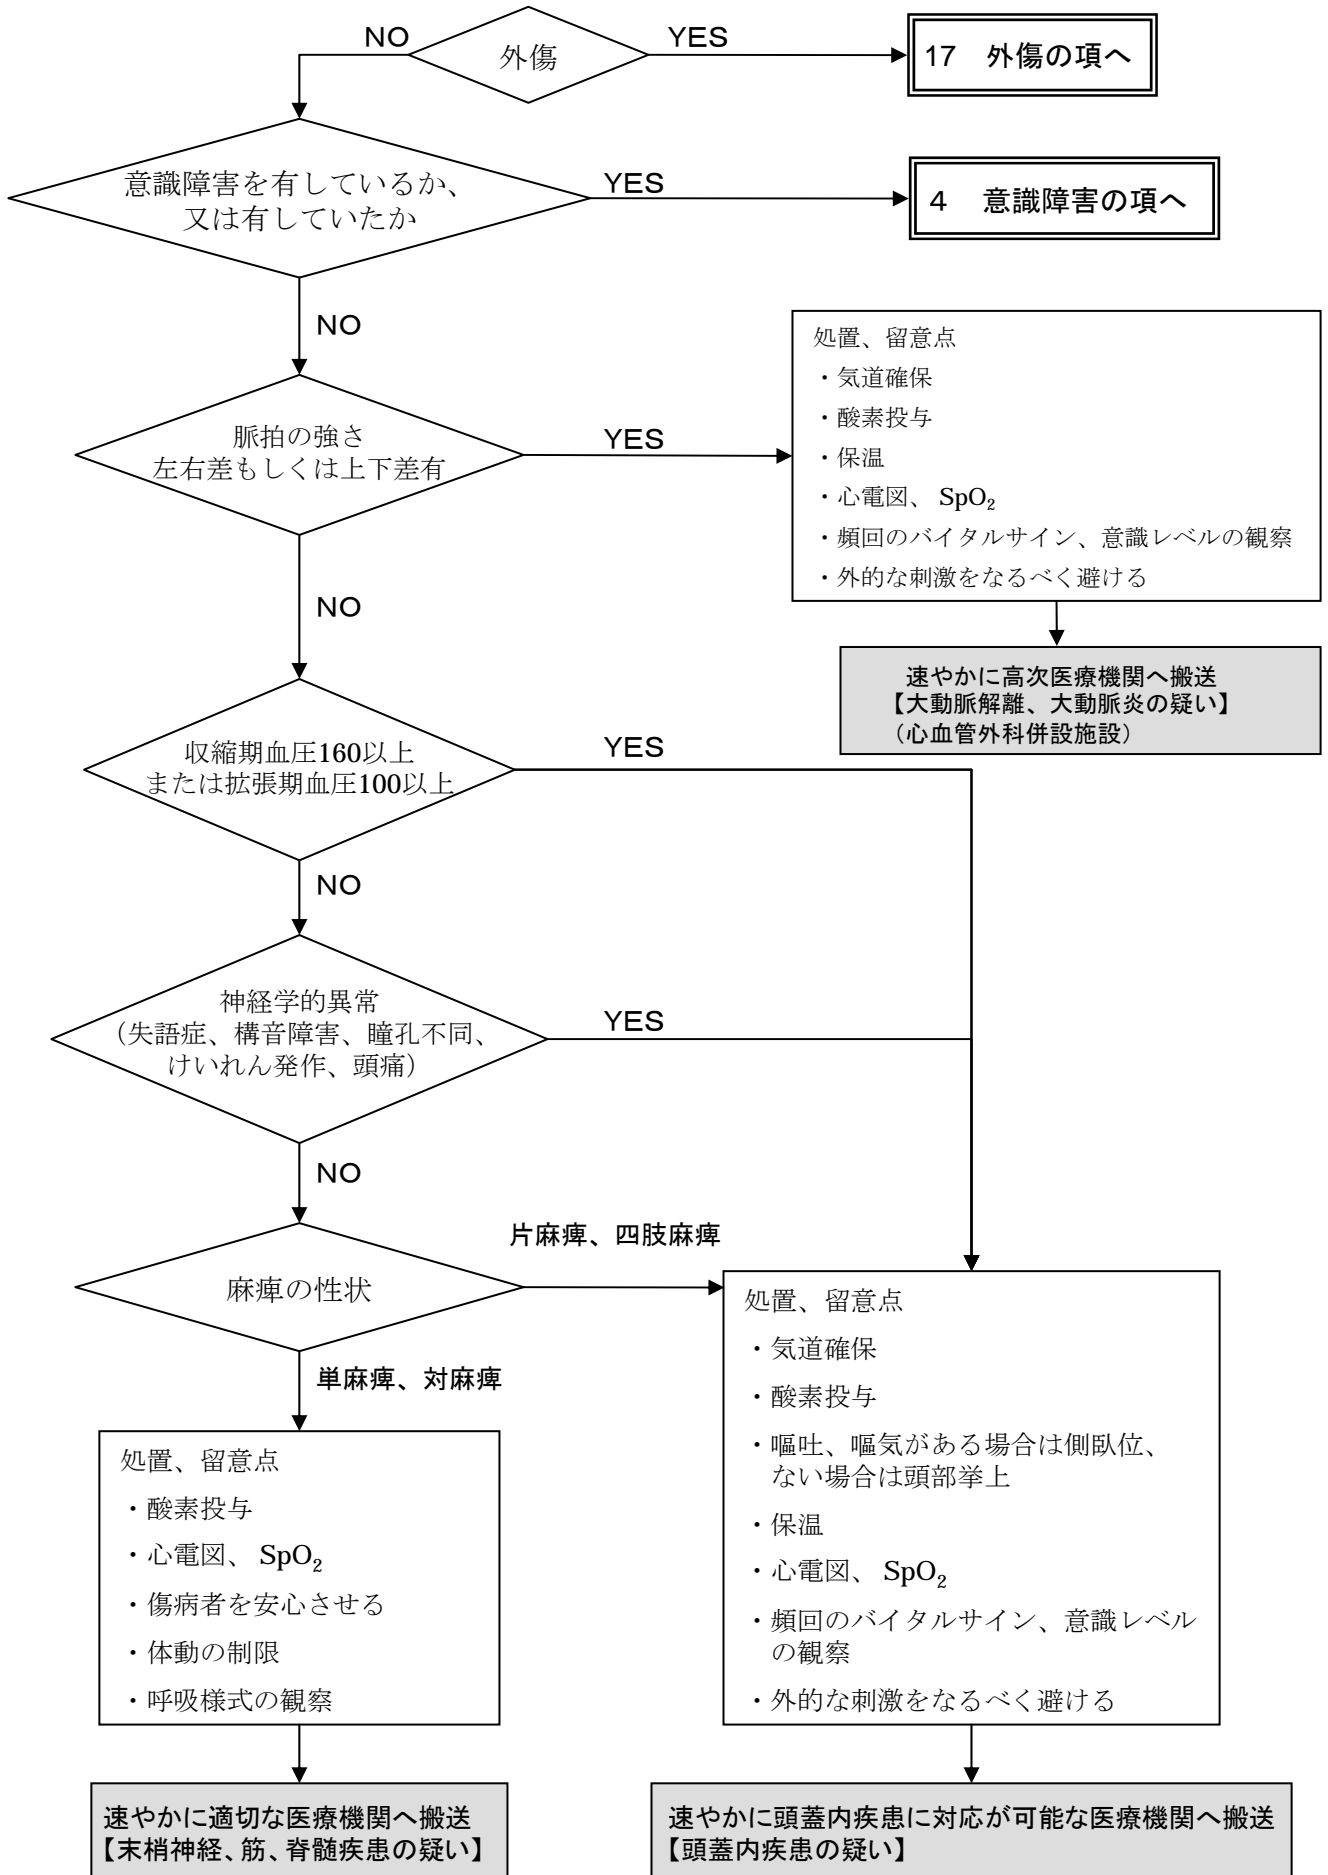 外傷
NO
YES
17　外傷の項へ
意識障害を有しているか、
又は有していたか
YES
4　意識障害の項へ
NO
脈拍の強さ
左右差もしくは上下差有
YES
処置、留意点
・気道確保
・酸素投与
・保温
・心電図、SpO₂
・頻回のバイタルサイン、意識レベルの観察
・外的な刺激をなるべく避ける
速やかに高次医療機関へ搬送
【大動脈解離、大動脈炎の疑い】
（心血管外科併設施設）
NO
収縮期血圧160以上
または拡張期血圧100以上
YES
NO
神経学的異常
（失語症、構音障害、瞳孔不同、
けいれん発作、頭痛）
YES
NO
麻痺の性状
片麻痺、四肢麻痺
単麻痺、対麻痺
処置、留意点
・酸素投与
・心電図、SpO₂
・傷病者を安心させる
・体動の制限
・呼吸様式の観察
速やかに適切な医療機関へ搬送
【末梢神経、筋、脊髄疾患の疑い】
処置、留意点
・気道確保
・酸素投与
・嘔吐、嘔気がある場合は側臥位、
ない場合は頭部挙上
・保温
・心電図、SpO₂
・頻回のバイタルサイン、意識レベル
の観察
・外的な刺激をなるべく避ける
速やかに頭蓋内疾患に対応が可能な医療機関へ搬送
【頭蓋内疾患の疑い】